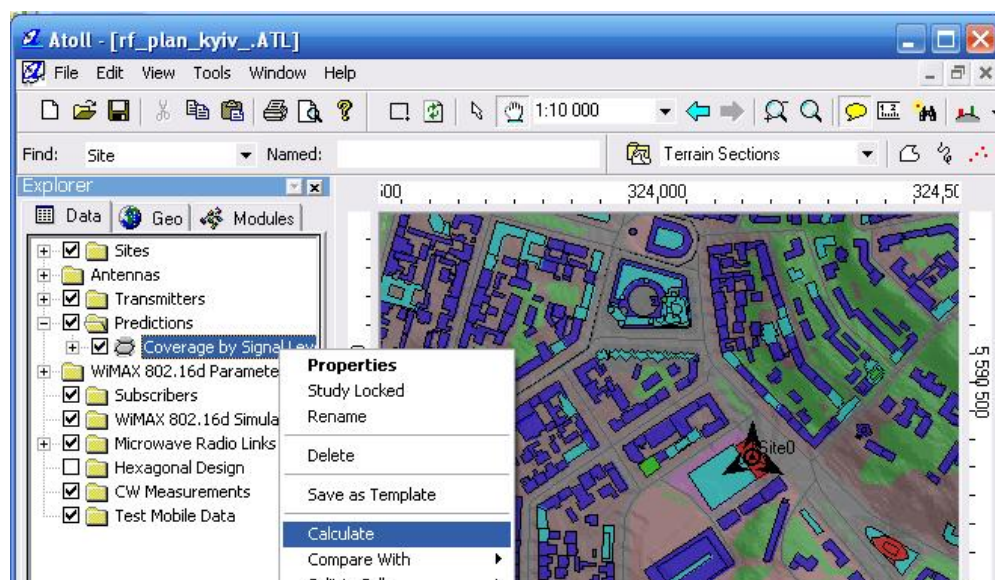 Atoll - [rf_plan_kyiv_.ATL]
File Edit View Tools Window Help
1:10 000
Find: Site Named: Terrain Sections
Explorer
Data Geo Modules
324,000
Sites
Antennas
Transmitters
Predictions
Coverage by Signal Lev
WiMAX 802.16d Paramete
Subscribers
WiMAX 802.16d Simula
Microwave Radio Links
Hexagonal Design
CW Measurements
Test Mobile Data
Properties
Study Locked
Rename
Delete
Save as Template
Calculate
Compare With
Site0
5,590,500